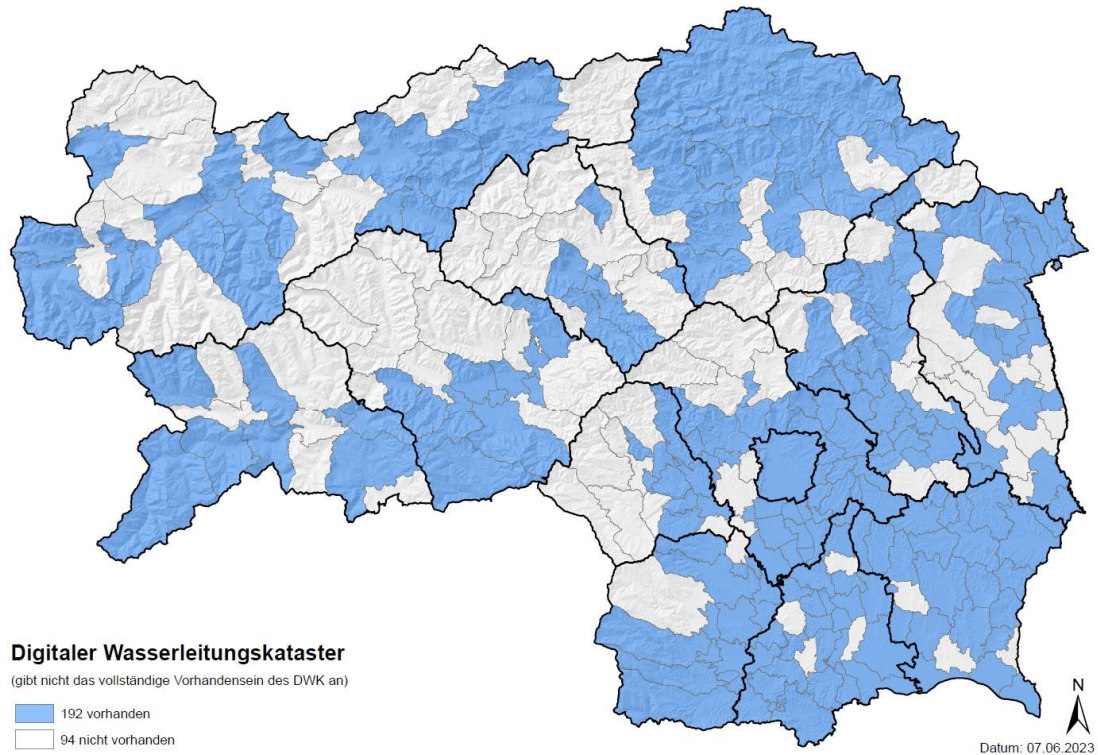 Digitaler Wasserleitungskataster
(gibt nicht das vollständige Vorhandensein des DWK an)
192 vorhanden
94 nicht vorhanden
N
Datum: 07.06.2023